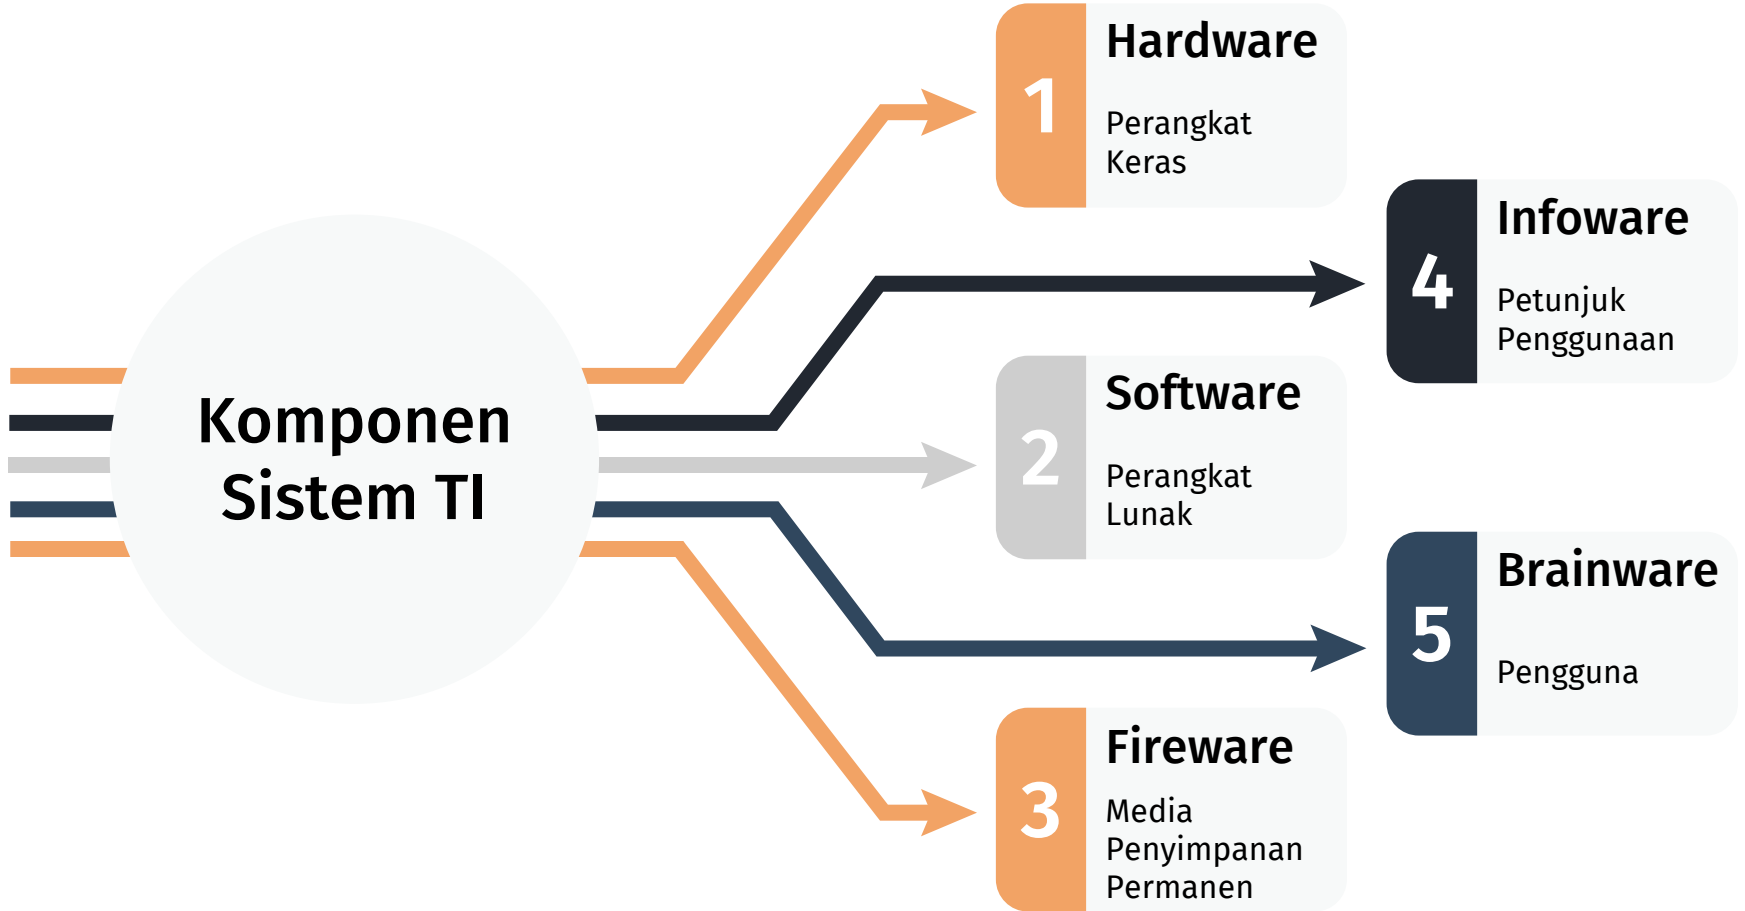 Komponen
Sistem TI
1
Hardware
Perangkat
Keras
2
Software
Perangkat
Lunak
3
Fireware
Media
Penyimpanan
Permanen
4
Infoware
Petunjuk
Penggunaan
5
Brainware
Pengguna